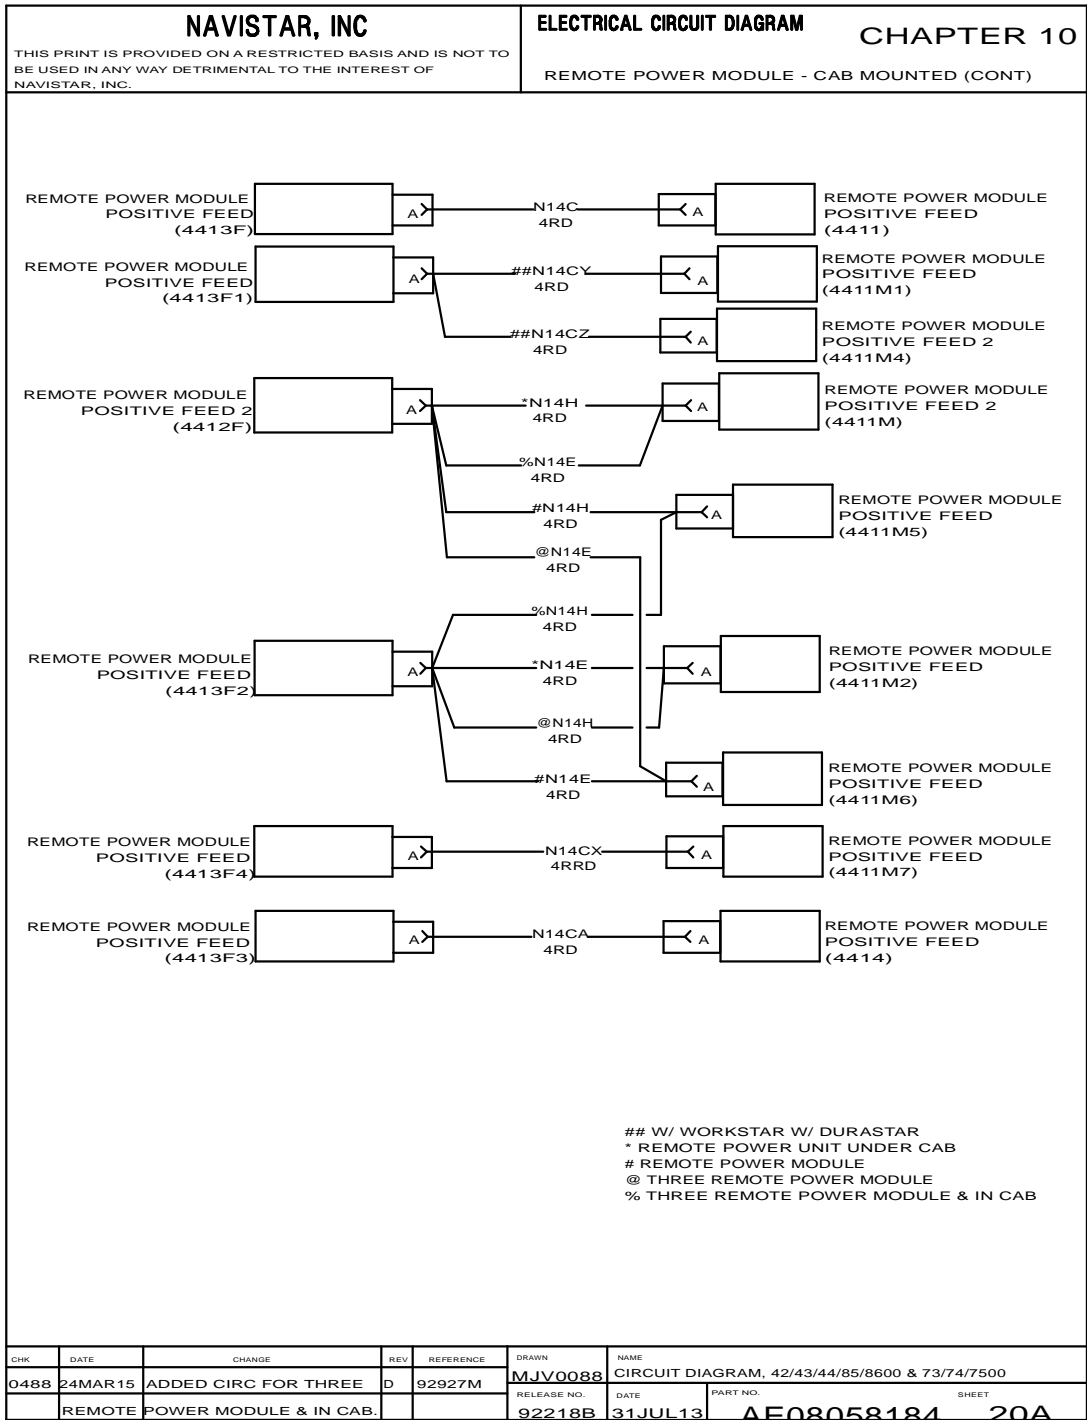 NAVISTAR, INC
THIS PRINT IS PROVIDED ON A RESTRICTED BASIS AND IS NOT TO
BE USED IN ANY WAY DETRIMENTAL TO THE INTEREST OF
NAVISTAR, INC.
ELECTRICAL CIRCUIT DIAGRAM
CHAPTER 10
REMOTE POWER MODULE - CAB MOUNTED (CONT)
REMOTE POWER MODULE
POSITIVE FEED
(4413F)
A
N14C
4RD
A
REMOTE POWER MODULE
POSITIVE FEED
(4411)
REMOTE POWER MODULE
POSITIVE FEED
(4413F1)
A
##N14CY
4RD
A
REMOTE POWER MODULE
POSITIVE FEED
(4411M1)
##N14CZ
4RD
A
REMOTE POWER MODULE
POSITIVE FEED 2
(4411M4)
REMOTE POWER MODULE
POSITIVE FEED 2
(4412F)
A
*N14H
4RD
A
REMOTE POWER MODULE
POSITIVE FEED 2
(4411M)
%N14E
4RD
#N14H
4RD
A
REMOTE POWER MODULE
POSITIVE FEED
(4411M5)
@N14E
4RD
%N14H
4RD
REMOTE POWER MODULE
POSITIVE FEED
(4413F2)
A
*N14E
4RD
A
REMOTE POWER MODULE
POSITIVE FEED
(4411M2)
@N14H
4RD
#N14E
4RD
A
REMOTE POWER MODULE
POSITIVE FEED
(4411M6)
REMOTE POWER MODULE
POSITIVE FEED
(4413F4)
A
N14CX
4RRD
A
REMOTE POWER MODULE
POSITIVE FEED
(4411M7)
REMOTE POWER MODULE
POSITIVE FEED
(4413F3)
A
N14CA
4RD
A
REMOTE POWER MODULE
POSITIVE FEED
(4414)
## W/ WORKSTAR W/ DURASTAR
* REMOTE POWER UNIT UNDER CAB
# REMOTE POWER MODULE
@ THREE REMOTE POWER MODULE
% THREE REMOTE POWER MODULE & IN CAB
CHK DATE CHANGE REV REFERENCE
0488 24MAR15 ADDED CIRC FOR THREE D 92927M
REMOTE POWER MODULE & IN CAB.
DRAWN
MJV0088
NAME
CIRCUIT DIAGRAM, 42/43/44/85/8600 & 73/74/7500
RELEASE NO.
92218B
DATE
31JUL13
PART NO.
AE08058184
SHEET
20A